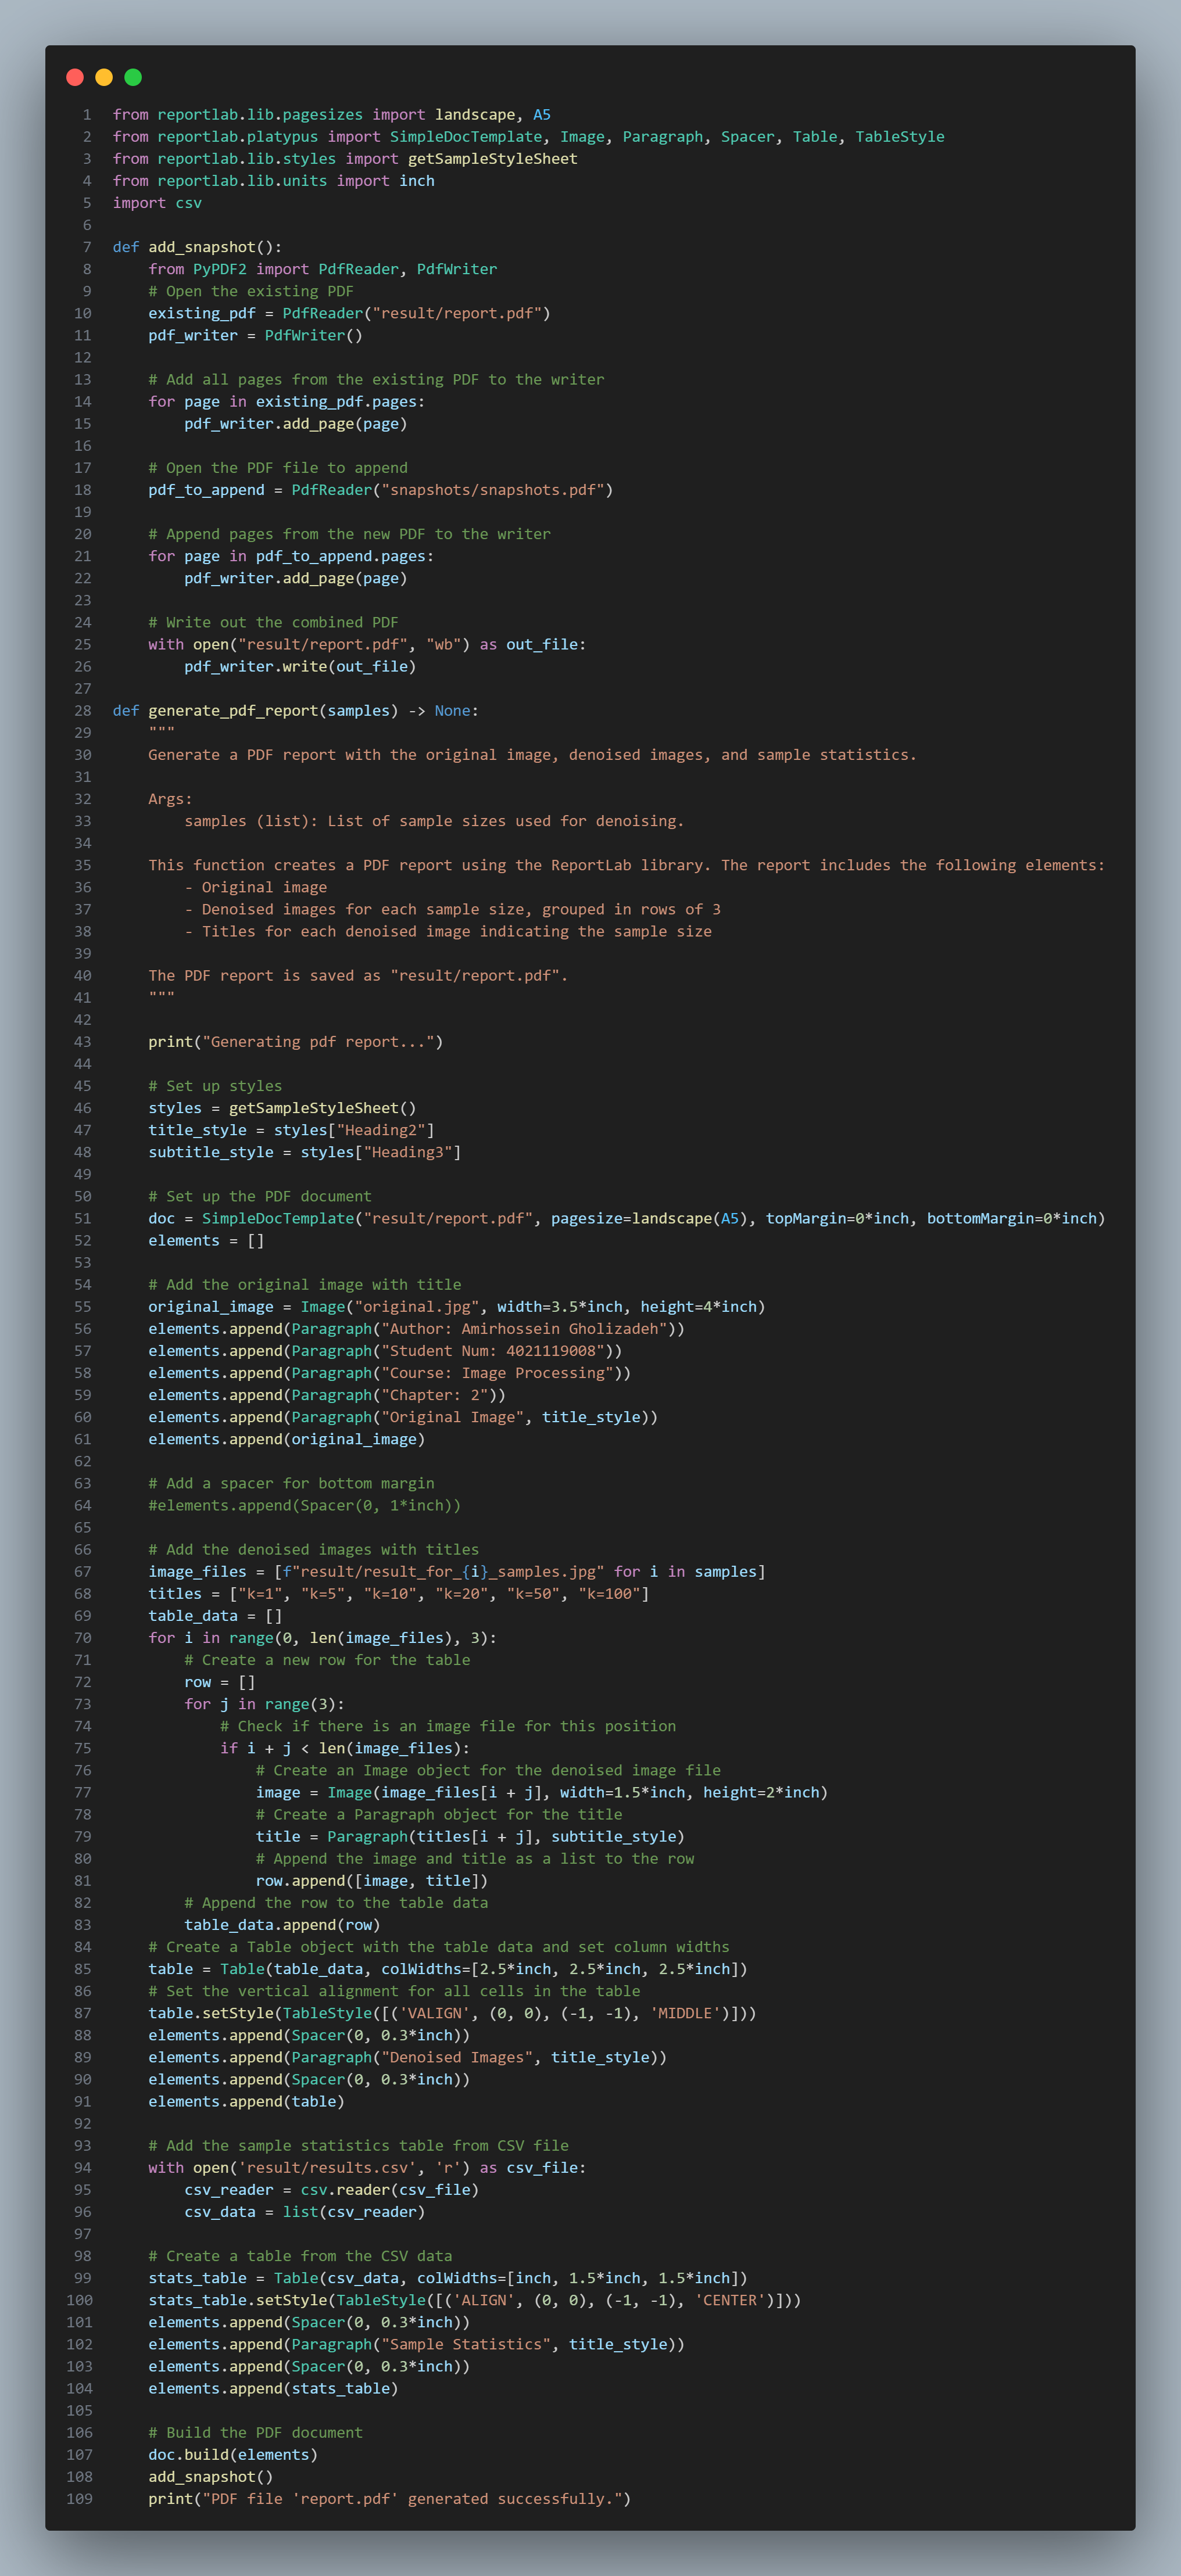 1 from reportlab.lib.pagesizes import landscape, A5
2 from reportlab.platypus import SimpleDocTemplate, Image, Paragraph, Spacer, Table, TableStyle
3 from reportlab.lib.styles import getSampleStyleSheet
4 from reportlab.lib.units import inch
5 import csv
6
7 def add_snapshot():
8     from PyPDF2 import PdfReader, PdfWriter
9     # Open the existing PDF
10     existing_pdf = PdfReader("result/report.pdf")
11     pdf_writer = PdfWriter()
12
13     # Add all pages from the existing PDF to the writer
14     for page in existing_pdf.pages:
15         pdf_writer.add_page(page)
16
17     # Open the PDF file to append
18     pdf_to_append = PdfReader("snapshots/snapshots.pdf")
19
20     # Append pages from the new PDF to the writer
21     for page in pdf_to_append.pages:
22         pdf_writer.add_page(page)
23
24     # Write out the combined PDF
25     with open("result/report.pdf", "wb") as out_file:
26         pdf_writer.write(out_file)
27
28 def generate_pdf_report(samples) -> None:
29     """
30     Generate a PDF report with the original image, denoised images, and sample statistics.
31
32     Args:
33         samples (list): List of sample sizes used for denoising.
34
35     This function creates a PDF report using the ReportLab library. The report includes the following elements:
36         - Original image
37         - Denoised images for each sample size, grouped in rows of 3
38         - Titles for each denoised image indicating the sample size
39
40     The PDF report is saved as "result/report.pdf".
41     """
42
43     print("Generating pdf report...")
44
45     # Set up styles
46     styles = getSampleStyleSheet()
47     title_style = styles["Heading2"]
48     subtitle_style = styles["Heading3"]
49
50     # Set up the PDF document
51     doc = SimpleDocTemplate("result/report.pdf", pagesize=landscape(A5), topMargin=0*inch, bottomMargin=0*inch)
52     elements = []
53
54     # Add the original image with title
55     original_image = Image("original.jpg", width=3.5*inch, height=4*inch)
56     elements.append(Paragraph("Author: Amirhossein Gholizadeh"))
57     elements.append(Paragraph("Student Num: 4021119008"))
58     elements.append(Paragraph("Course: Image Processing"))
59     elements.append(Paragraph("Chapter: 2"))
60     elements.append(Paragraph("Original Image", title_style))
61     elements.append(original_image)
62
63     # Add a spacer for bottom margin
64     #elements.append(Spacer(0, 1*inch))
65
66     # Add the denoised images with titles
67     image_files = [f"result/result_for_{i}_samples.jpg" for i in samples]
68     titles = ["k=1", "k=5", "k=10", "k=20", "k=50", "k=100"]
69     table_data = []
70     for i in range(0, len(image_files), 3):
71         # Create a new row for the table
72         row = []
73         for j in range(3):
74             # Check if there is an image file for this position
75             if i + j < len(image_files):
76                 # Create an Image object for the denoised image file
77                 image = Image(image_files[i + j], width=1.5*inch, height=2*inch)
78                 # Create a Paragraph object for the title
79                 title = Paragraph(titles[i + j], subtitle_style)
80                 # Append the image and title as a list to the row
81                 row.append([image, title])
82         # Append the row to the table data
83         table_data.append(row)
84     # Create a Table object with the table data and set column widths
85     table = Table(table_data, colWidths=[2.5*inch, 2.5*inch, 2.5*inch])
86     # Set the vertical alignment for all cells in the table
87     table.setStyle(TableStyle([('VALIGN', (0, 0), (-1, -1), 'MIDDLE')]))
88     elements.append(Spacer(0, 0.3*inch))
89     elements.append(Paragraph("Denoised Images", title_style))
90     elements.append(Spacer(0, 0.3*inch))
91     elements.append(table)
92
93     # Add the sample statistics table from CSV file
94     with open('result/results.csv', 'r') as csv_file:
95         csv_reader = csv.reader(csv_file)
96         csv_data = list(csv_reader)
97
98     # Create a table from the CSV data
99     stats_table = Table(csv_data, colWidths=[inch, 1.5*inch, 1.5*inch])
100     stats_table.setStyle(TableStyle([('ALIGN', (0, 0), (-1, -1), 'CENTER')]))
101     elements.append(Spacer(0, 0.3*inch))
102     elements.append(Paragraph("Sample Statistics", title_style))
103     elements.append(Spacer(0, 0.3*inch))
104     elements.append(stats_table)
105
106     # Build the PDF document
107     doc.build(elements)
108     add_snapshot()
109     print("PDF file 'report.pdf' generated successfully.")